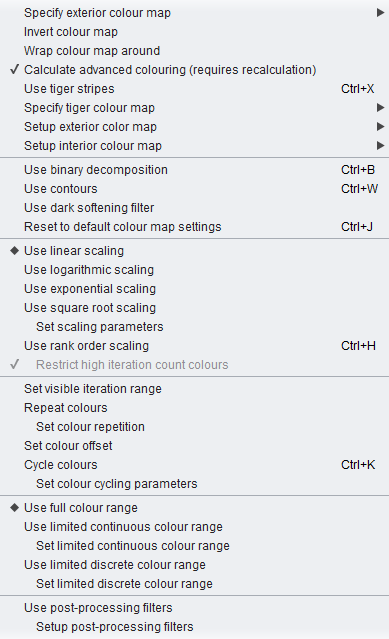 Specify exterior colour map
Invert colour map
Wrap colour map around
Calculate advanced colouring (requires recalculation)
Use tiger stripes Ctrl+X
Specify tiger colour map
Setup exterior color map
Setup interior colour map
Use binary decomposition Ctrl+B
Use contours Ctrl+W
Use dark softening filter
Reset to default colour map settings Ctrl+J
Use linear scaling
Use logarithmic scaling
Use exponential scaling
Use square root scaling
Set scaling parameters
Use rank order scaling Ctrl+H
Restrict high iteration count colours
Set visible iteration range
Repeat colours
Set colour repetition
Set colour offset
Cycle colours Ctrl+K
Set colour cycling parameters
Use full colour range
Use limited continuous colour range
Set limited continuous colour range
Use limited discrete colour range
Set limited discrete colour range
Use post-processing filters
Setup post-processing filters